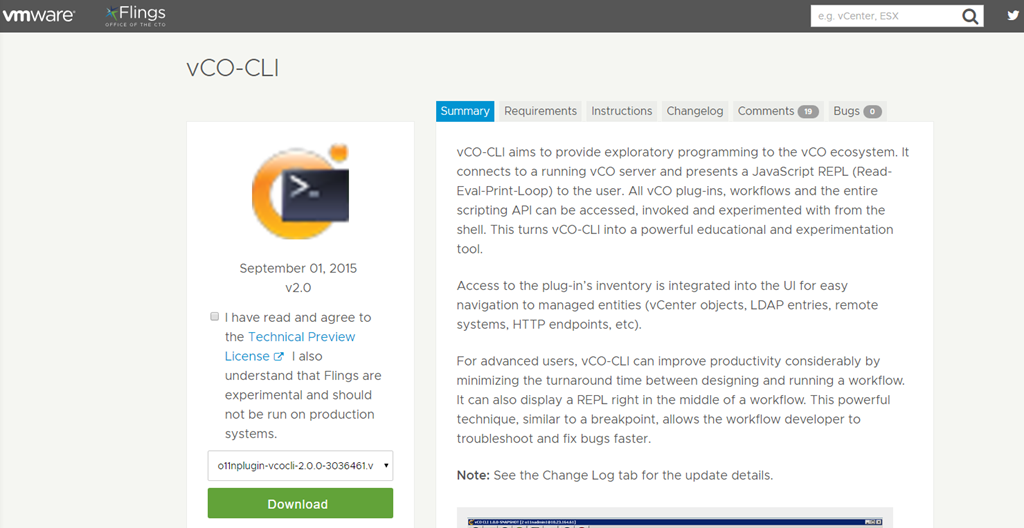 vmware®
Flings
OFFICE OF THE CTO
e.g. vCenter, ESX
vCO-CLI
Summary Requirements Instructions Changelog Comments 19 Bugs 0
September 01, 2015
v2.0
I have read and agree to
the Technical Preview
License I also
understand that Flings are
experimental and should
not be run on production
systems.
o11nplugin-vcocli-2.0.0-3036461.v
Download
vCO-CLI aims to provide exploratory programming to the vCO ecosystem. It
connects to a running vCO server and presents a JavaScript REPL (Read-
Eval-Print-Loop) to the user. All vCO plug-ins, workflows and the entire
scripting API can be accessed, invoked and experimented with from the
shell. This turns vCO-CLI into a powerful educational and experimentation
tool.
Access to the plug-in's inventory is integrated into the UI for easy
navigation to managed entities (vCenter objects, LDAP entries, remote
systems, HTTP endpoints, etc).
For advanced users, vCO-CLI can improve productivity considerably by
minimizing the turnaround time between designing and running a workflow.
It can also display a REPL right in the middle of a workflow. This powerful
technique, similar to a breakpoint, allows the workflow developer to
troubleshoot and fix bugs faster.
Note: See the Change Log tab for the update details.